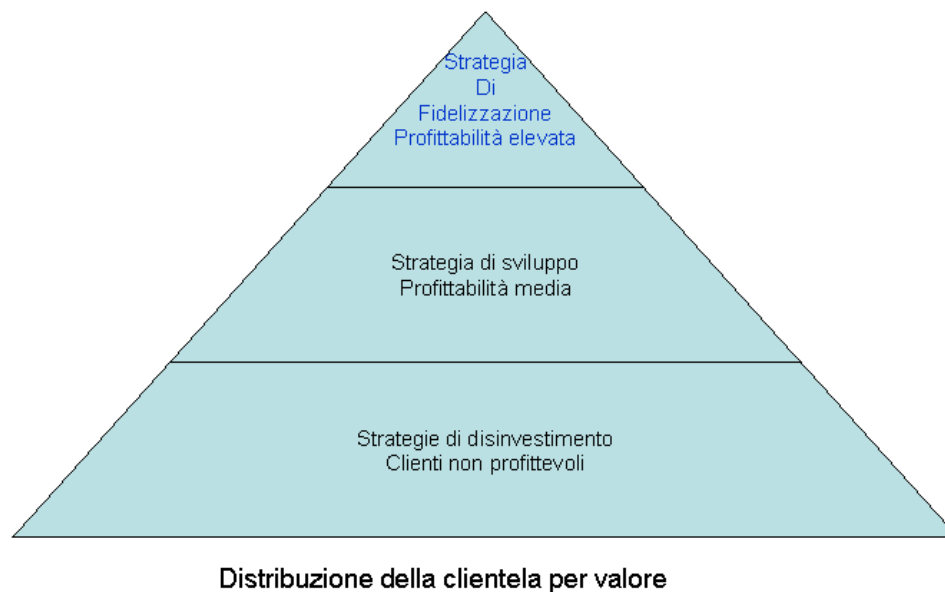 Strategia
Di
Fidelizzazione
Profittabilità elevata
Strategia di sviluppo
Profittabilità media
Strategie di disinvestimento
Clienti non profittevoli
Distribuzione della clientela per valore